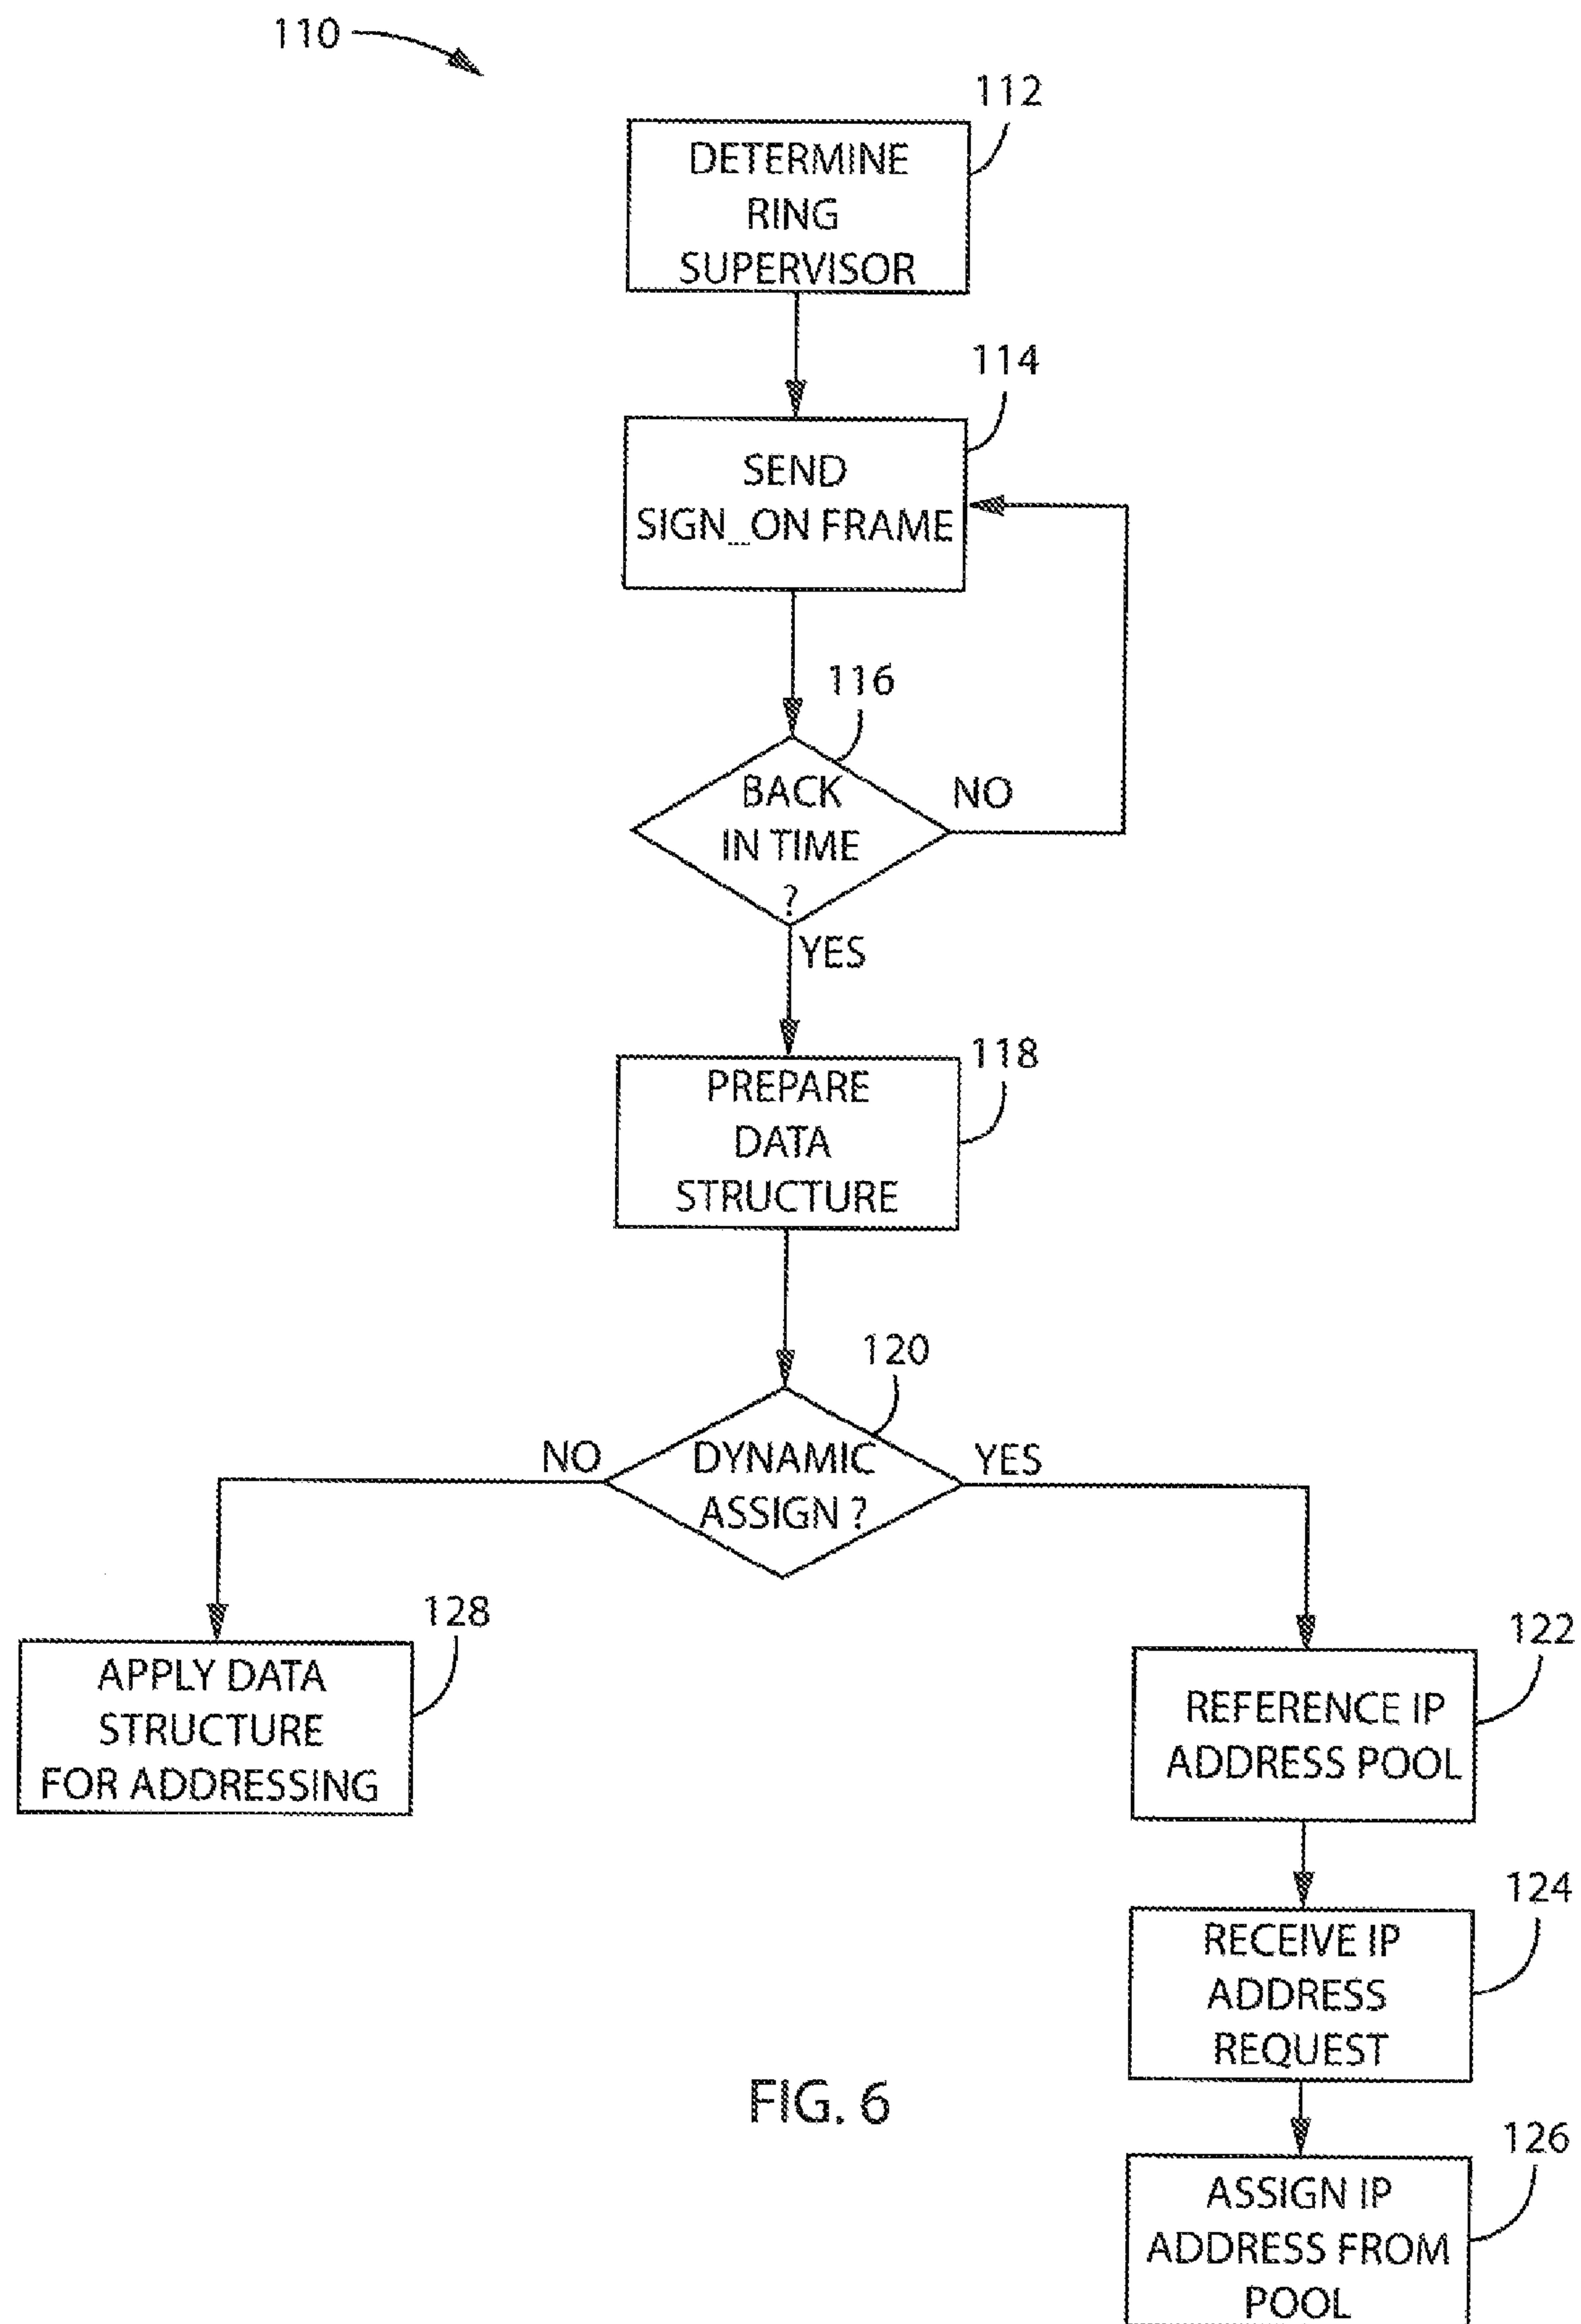 110
112
DETERMINE
RING
SUPERVISOR
114
SEND
SIGN_ON FRAME
116
BACK
IN TIME
?
NO
YES
118
PREPARE
DATA
STRUCTURE
120
NO
DYNAMIC
ASSIGN ?
YES
128
APPLY DATA
STRUCTURE
FOR ADDRESSING
122
REFERENCE IP
ADDRESS POOL
124
RECEIVE IP
ADDRESS
REQUEST
126
ASSIGN IP
ADDRESS FROM
POOL
FIG. 6